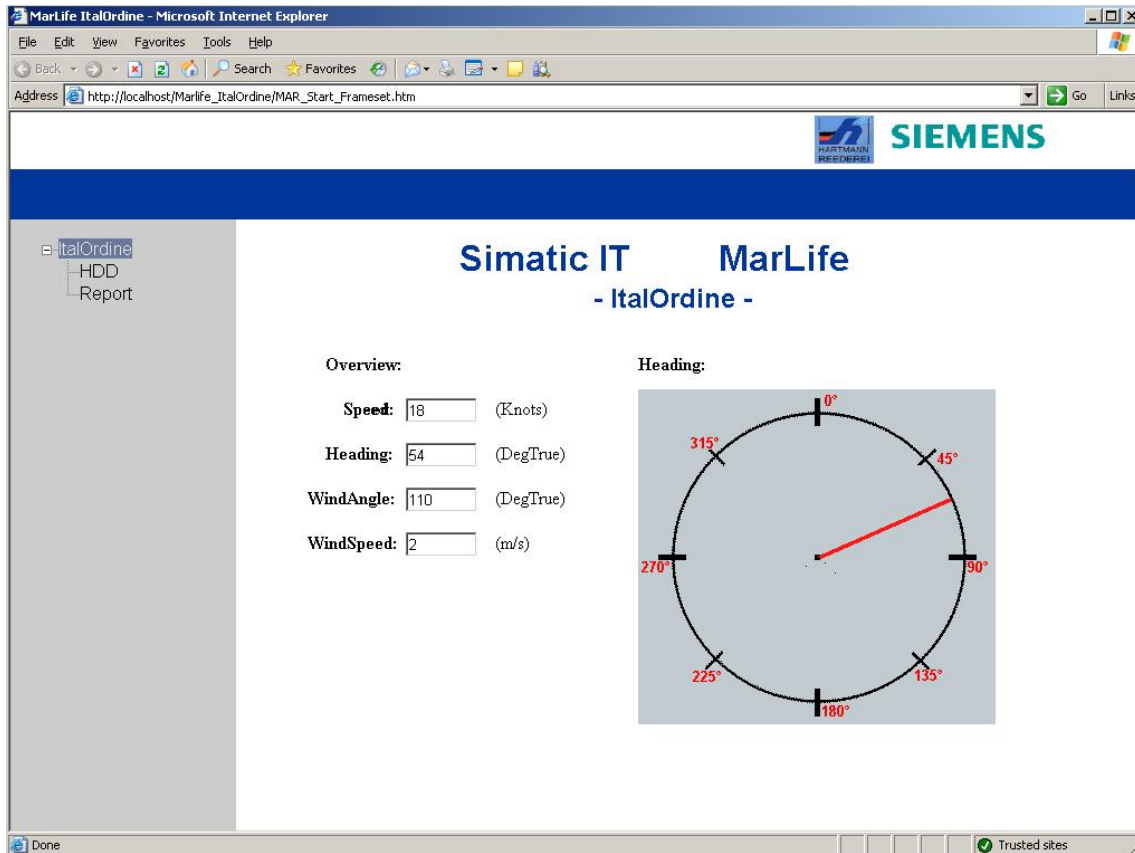 MarLife ItalOrdine - Microsoft Internet Explorer
File Edit View Favorites Tools Help
Back Search Favorites
Address http://localhost/Marlife_ItalOrdine/MAR_Start_Frameset.htm Go Links
HARTMANN
REEDEREI
SIEMENS
ItalOrdine
HDD
Report
Simatic IT MarLife
- ItalOrdine -
Overview:
Speed: 18 (Knots)
Heading: 54 (DegTrue)
WindAngle: 110 (DegTrue)
WindSpeed: 2 (m/s)
Heading:
0°
315°
45°
270°
90°
225°
135°
180°
Done Trusted sites